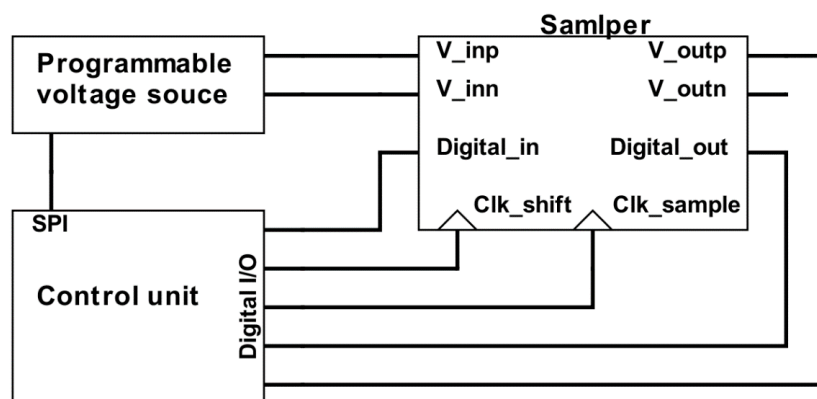 Samlper
Programmable
voltage souce
V_inp
V_outp
V_inn
V_outn
Digital_in
Digital_out
Clk_shift
Clk_sample
SPI
Control unit
Digital I/O